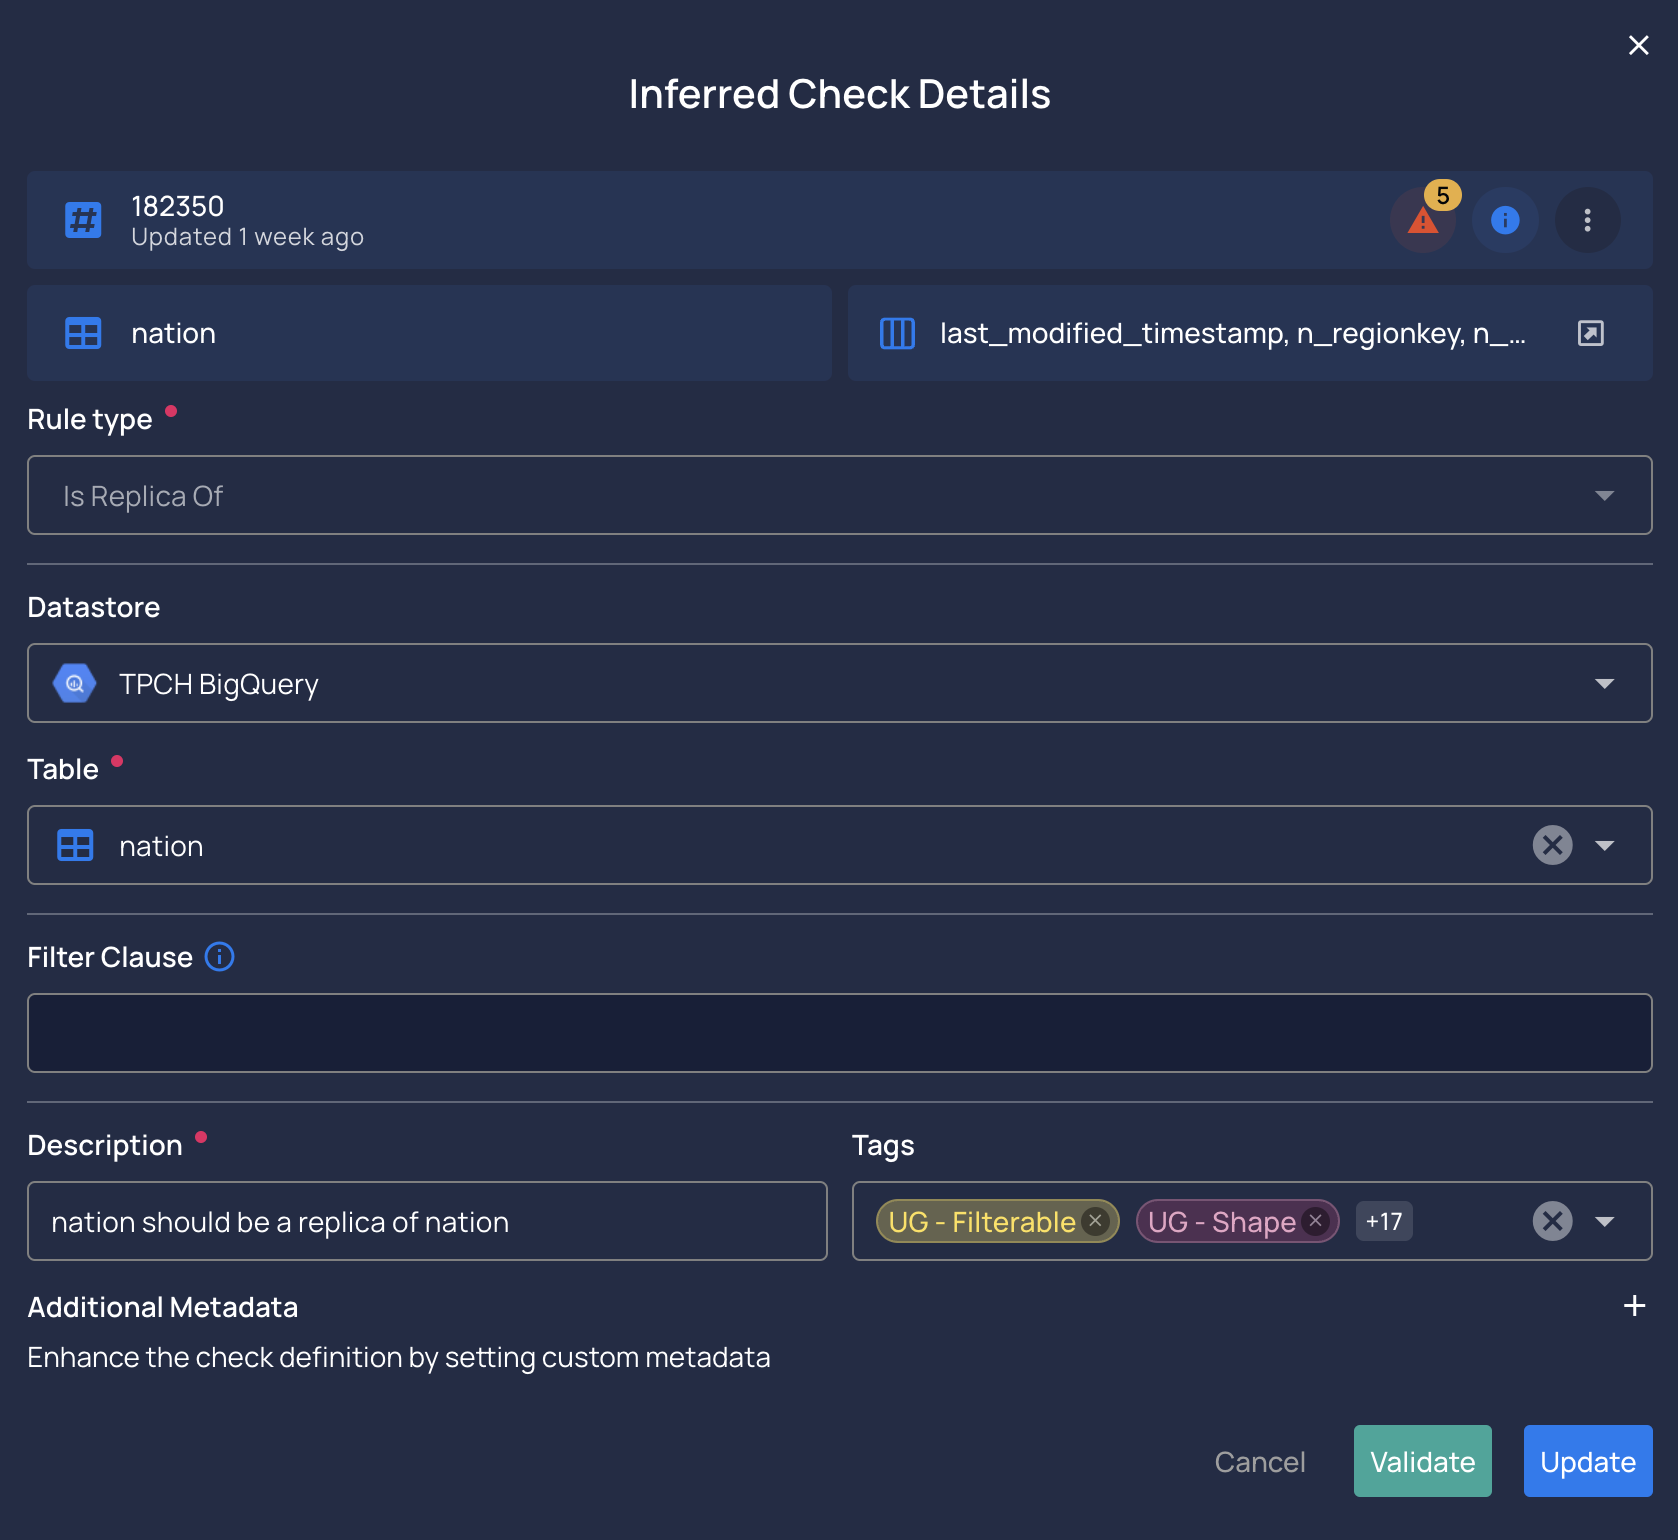 Inferred Check Details
182350
Updated 1 week ago
5
nation
last_modified_timestamp, n_regionkey, n_...
Rule type
Is Replica Of
Datastore
TPCH BigQuery
Table
nation
Filter Clause
Description
Tags
nation should be a replica of nation
UG - Filterable UG - Shape +17
Additional Metadata
Enhance the check definition by setting custom metadata
Cancel Validate Update